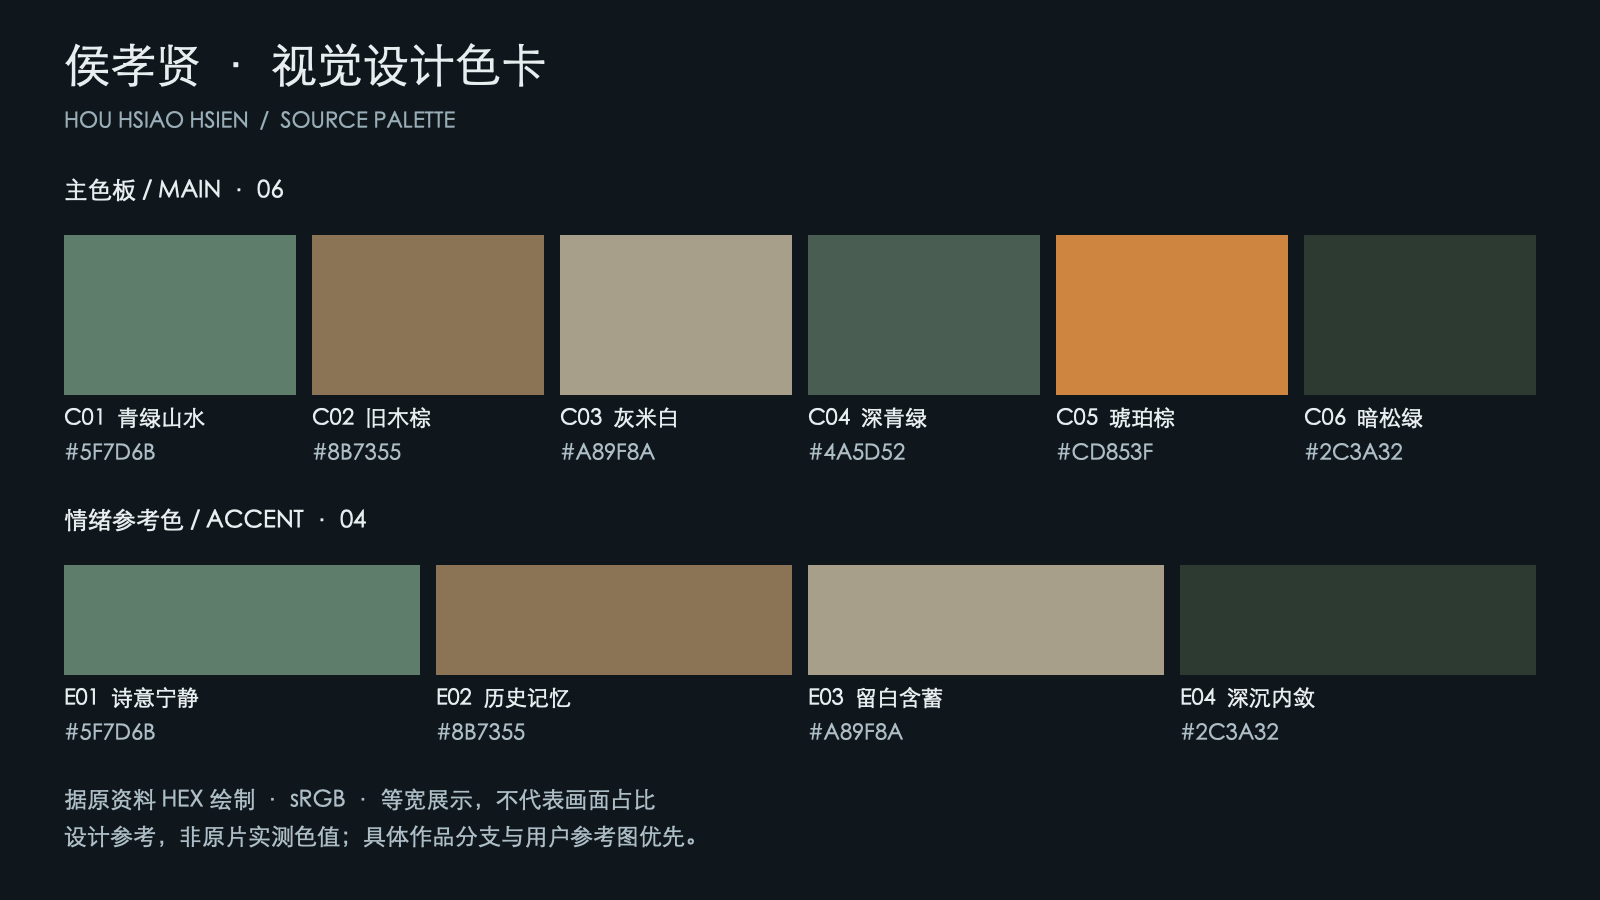 侯孝贤 · 视觉设计色卡
HOU HSIAO HSIEN / SOURCE PALETTE
主色板 / MAIN · 06
C01 青绿山水
#5F7D6B
C02 旧木棕
#8B7355
C03 灰米白
#A89F8A
C04 深青绿
#4A5D52
C05 琥珀棕
#CD853F
C06 暗松绿
#2C3A32
情绪参考色 / ACCENT · 04
E01 诗意宁静
#5F7D6B
E02 历史记忆
#8B7355
E03 留白含蓄
#A89F8A
E04 深沉内敛
#2C3A32
据原资料 HEX 绘制 · sRGB · 等宽展示，不代表画面占比
设计参考，非原片实测色值；具体作品分支与用户参考图优先。